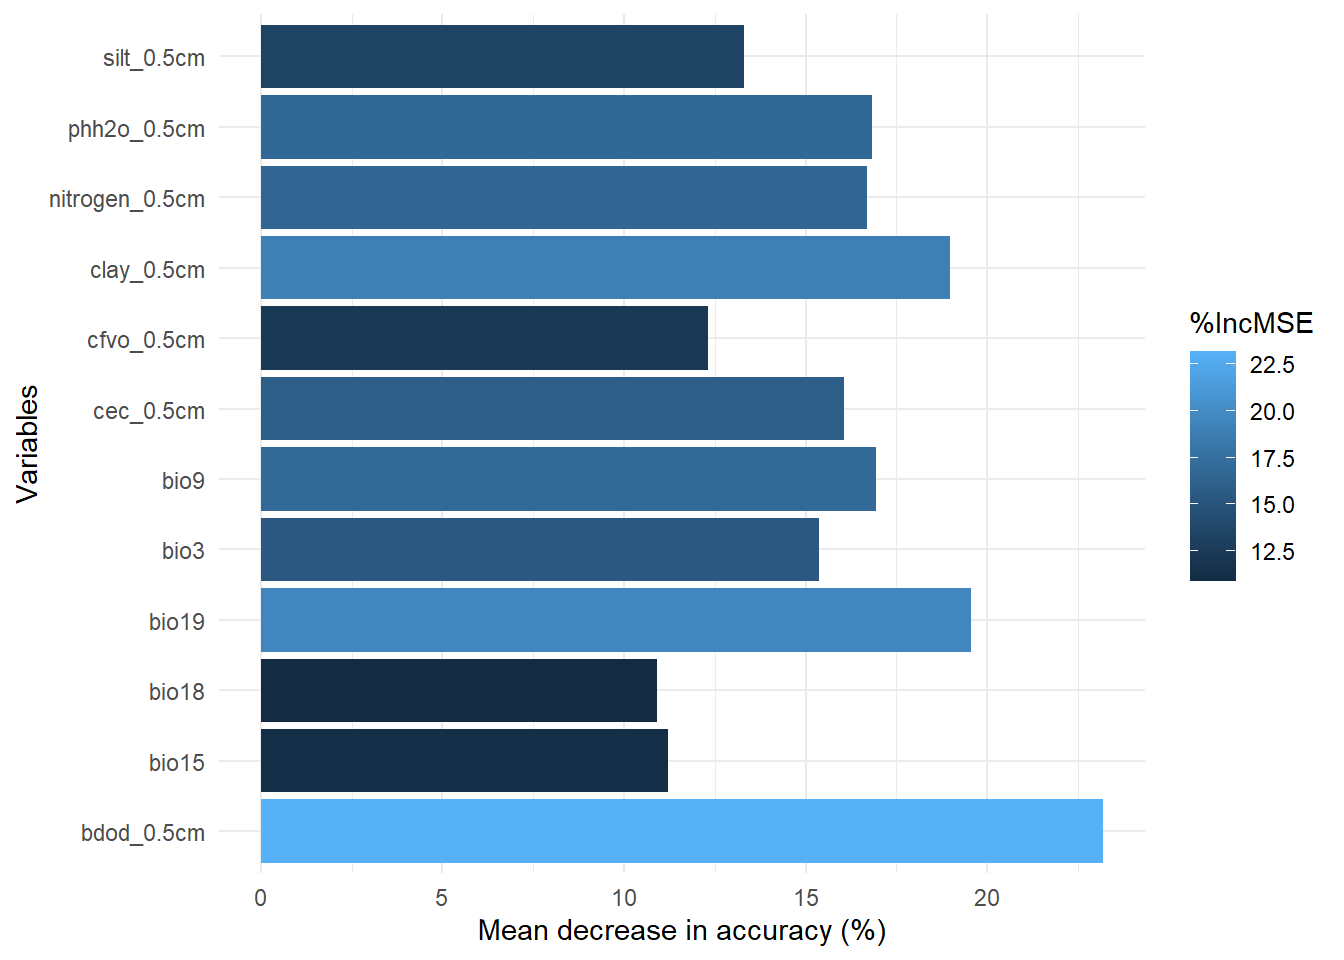 silt_0.5cm
phh2o_0.5cm
nitrogen_0.5cm
clay_0.5cm
cfvo_0.5cm
cec_0.5cm
bio9
bio3
bio19
bio18
bio15
bdod_0.5cm
Variables
0 5 10 15 20
Mean decrease in accuracy (%)
%IncMSE
22.5
20.0
17.5
15.0
12.5